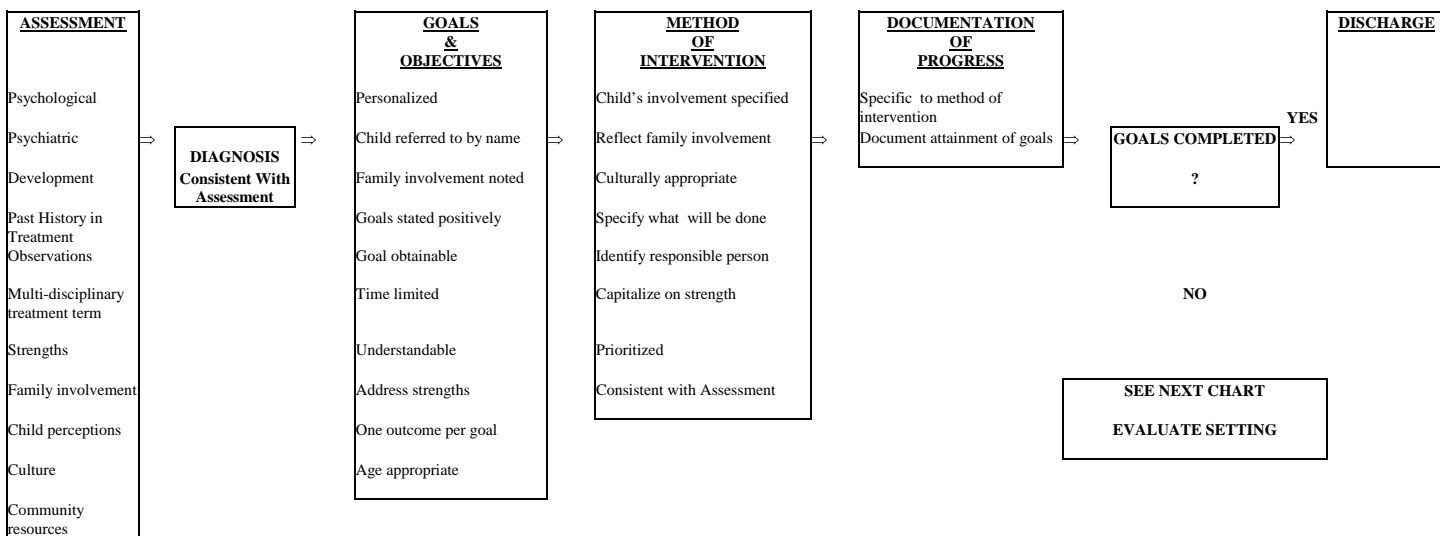 ASSESSMENT
Psychological
Psychiatric
Development
Past History in
Treatment
Observations
Multi-disciplinary
treatment term
Strengths
Family involvement
Child perceptions
Culture
Community
resources
⇒
DIAGNOSIS
Consistent With
Assessment
⇒
GOALS
&
OBJECTIVES
Personalized
Child referred to by name
Family involvement noted
Goals stated positively
Goal obtainable
Time limited
Understandable
Address strengths
One outcome per goal
Age appropriate
⇒
METHOD
OF
INTERVENTION
Child's involvement specified
Reflect family involvement
Culturally appropriate
Specify what will be done
Identify responsible person
Capitalize on strength
Prioritized
Consistent with Assessment
⇒
DOCUMENTATION
OF
PROGRESS
Specific to method of
intervention
Document attainment of goals
⇒
GOALS COMPLETED
?
YES
⇒
DISCHARGE
NO
SEE NEXT CHART
EVALUATE SETTING